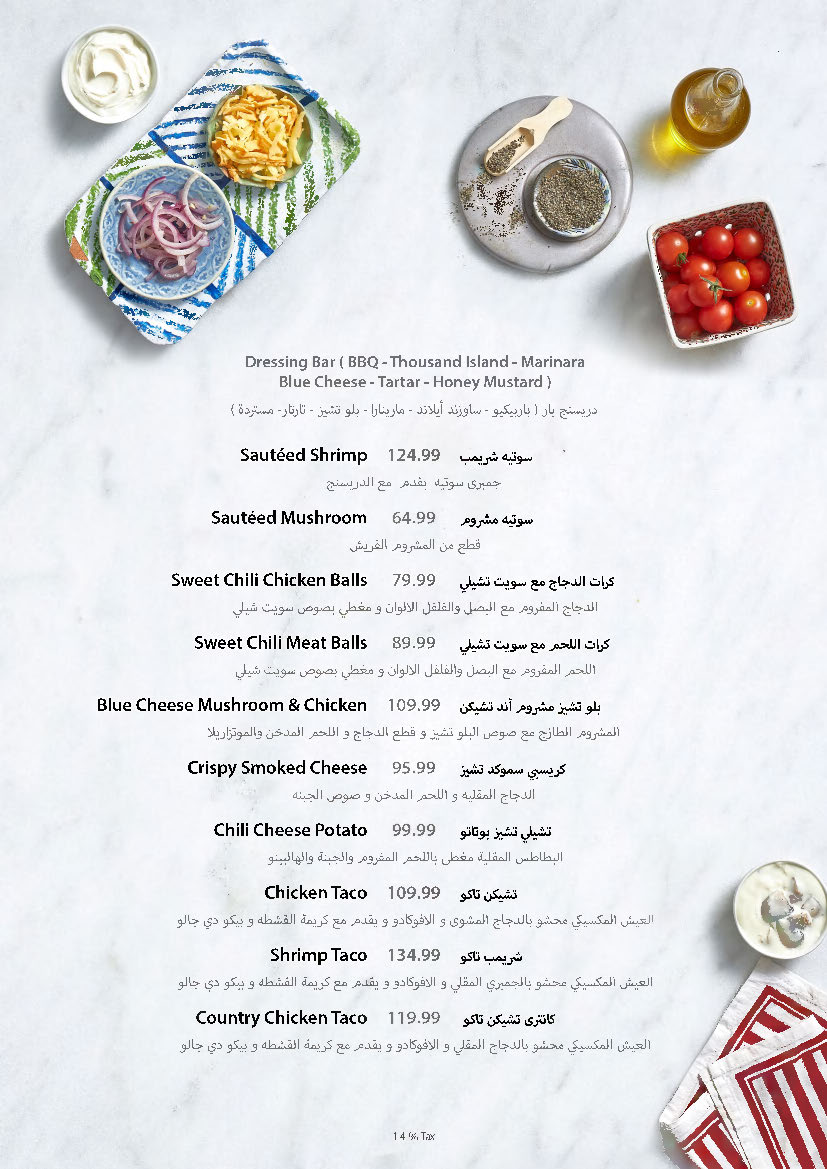 Dressing Bar ( BBQ - Thousand Island - Marinara
Blue Cheese - Tartar - Honey Mustard )
دريسنج بار ( باربيكيو - ساوزند أيلاند - مارينارا - بلو تشيز - تارتار - مستردة )
Sautéed Shrimp 124.99 سوتيه شريمب
جمبرى سوتيه يقدم مع الدريسنج
Sautéed Mushroom 64.99 سوتيه مشروم
قطع من المشروم الفريش
Sweet Chili Chicken Balls 79.99 كرات الدجاج مع سويت تشيلي
الدجاج المفروم مع البصل والفلفل الالوان و مغطي بصوص سويت شيلي
Sweet Chili Meat Balls 89.99 كرات اللحم مع سويت تشيلي
اللحم المفروم مع البصل والفلفل الالوان و مغطي بصوص سويت شيلي
Blue Cheese Mushroom & Chicken 109.99 بلو تشيز مشروم أند تشيكن
المشروم الطازج مع صوص البلو تشيز و قطع الدجاج و اللحم المدخن والموتزاريلا
Crispy Smoked Cheese 95.99 كريسبي سموكد تشيز
الدجاج المقليه و اللحم المدخن و صوص الجبنه
Chili Cheese Potato 99.99 تشيلي تشيز بوتاتو
البطاطس المقلية مغطى باللحم المفروم والجبنة والهالبينو
Chicken Taco 109.99 تشيكن تاكو
العيش المكسيكي محشو بالدجاج المشوى و الافوكادو و يقدم مع كريمة القشطه و بيكو دي جالو
Shrimp Taco 134.99 شريمب تاكو
العيش المكسيكي محشو بالجمبري المقلي و الافوكادو و يقدم مع كريمة القشطه و بيكو دي جالو
Country Chicken Taco 119.99 كانترى تشيكن تاكو
العيش المكسيكي محشو بالدجاج المقلي و الافوكادو و يقدم مع كريمة القشطه و بيكو دي جالو
14 % Tax